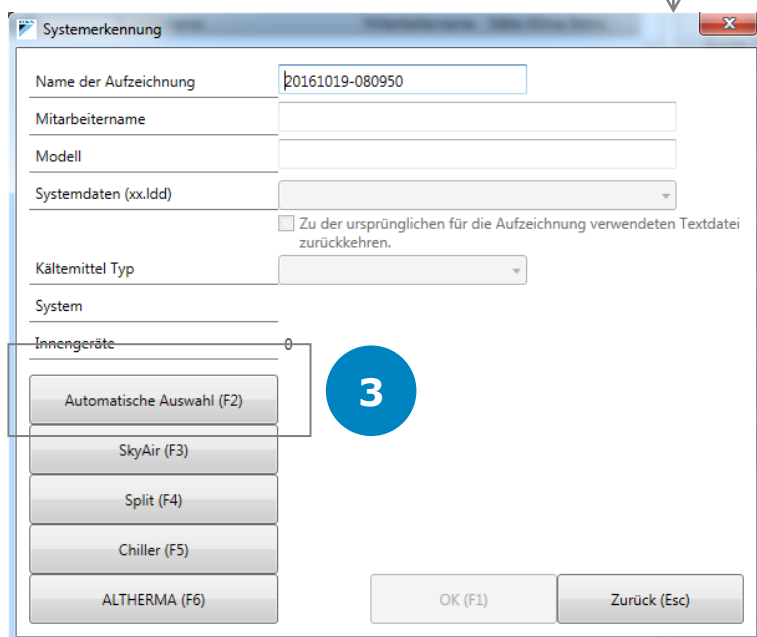 Systemerkennung
Name der Aufzeichnung 20161019-080950
Mitarbeitername
Modell
Systemdaten (xx.ldd)
Zu der ursprünglichen für die Aufzeichnung verwendeten Textdatei
zurückkehren.
Kältemittel Typ
System
Innengeräte 0
Automatische Auswahl (F2)
3
SkyAir (F3)
Split (F4)
Chiller (F5)
ALTHERMA (F6) OK (F1) Zurück (Esc)